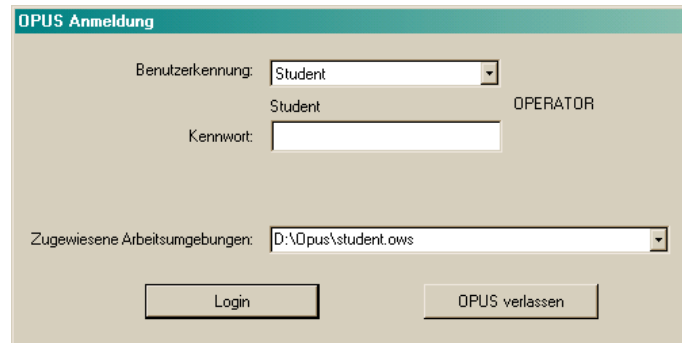 OPUS Anmeldung
Benutzerkennung: Student
Student OPERATOR
Kennwort:
Zugewiesene Arbeitsumgebungen: D:\Opus\student.ows
Login OPUS verlassen